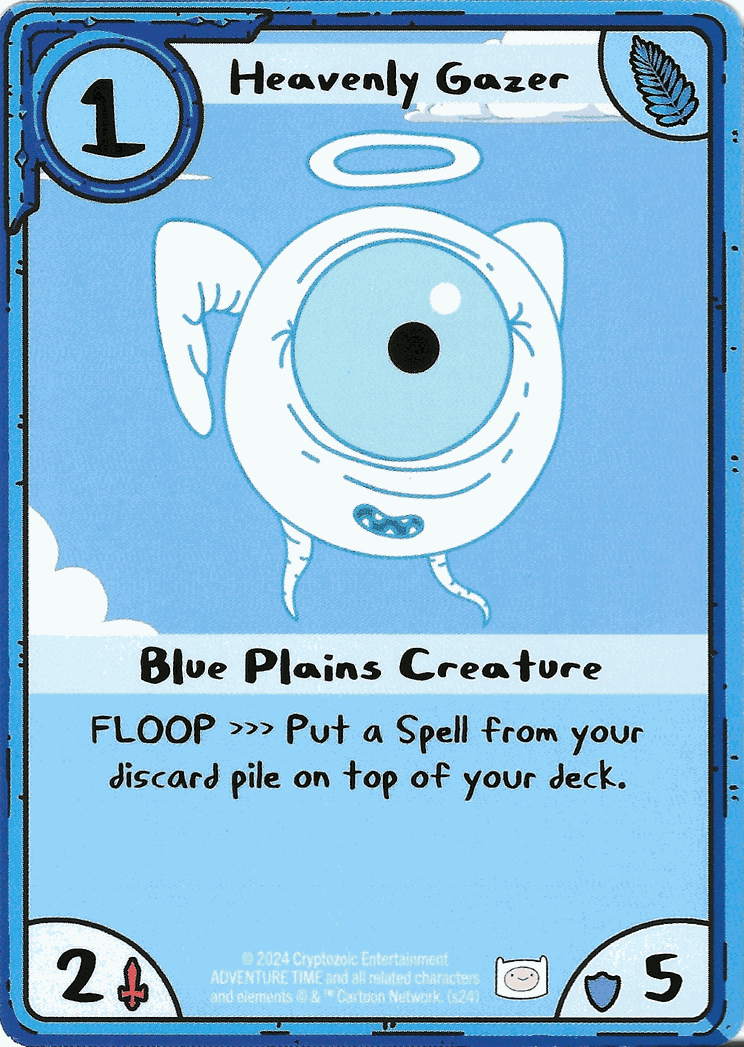 1
Heavenly Gazer
Blue Plains Creature
FLOOP >>> Put a Spell from your
discard pile on top of your deck.
2
© 2024 Cryptozoic Entertainment
ADVENTURE TIME and all related characters
and elements © & ™ Cartoon Network. (s24)
5